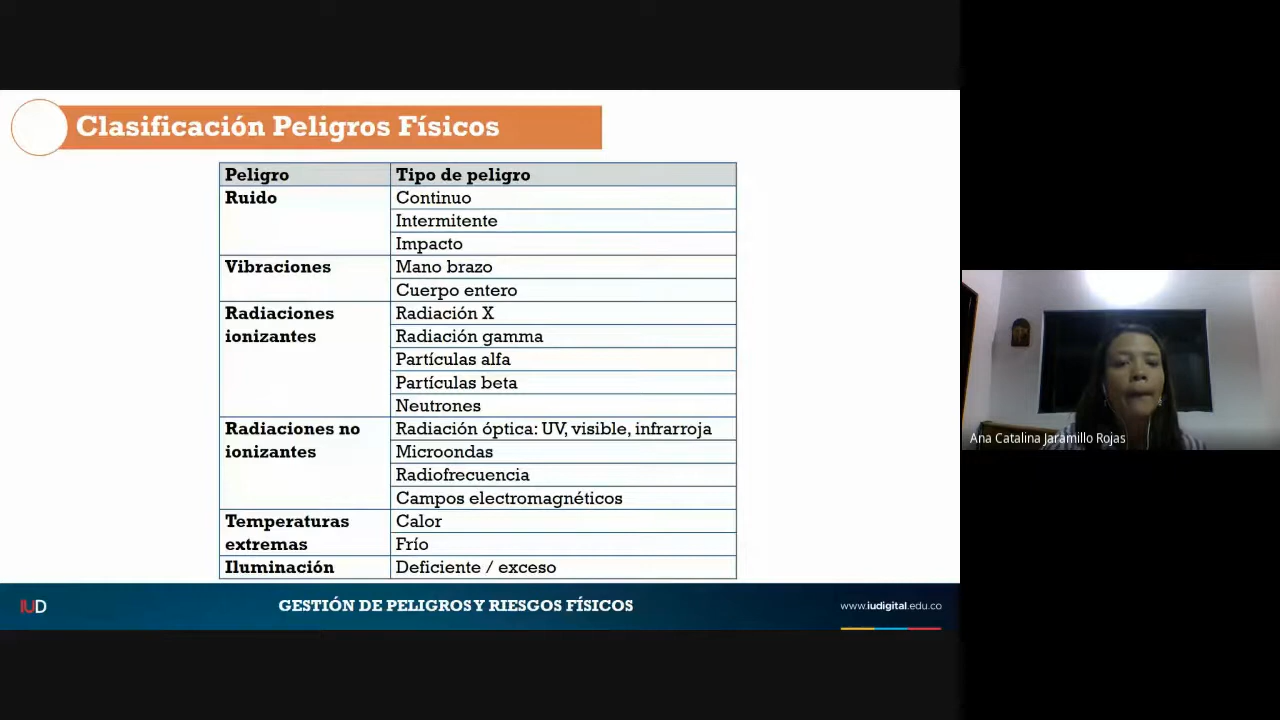 Clasificación Peligros Físicos
Peligro Tipo de peligro
Ruido Continuo
Intermitente
Impacto
Vibraciones Mano brazo
Cuerpo entero
Radiaciones Radiación X
ionizantes Radiación gamma
Partículas alfa
Partículas beta
Neutrones
Radiaciones no Radiación óptica: UV, visible, infrarroja
ionizantes Microondas
Radiofrecuencia
Campos electromagnéticos
Temperaturas Calor
extremas Frío
Iluminación Deficiente / exceso
IUD GESTIÓN DE PELIGROS Y RIESGOS FÍSICOS www.iudigital.edu.co
Ana Catalina Jaramillo Rojas